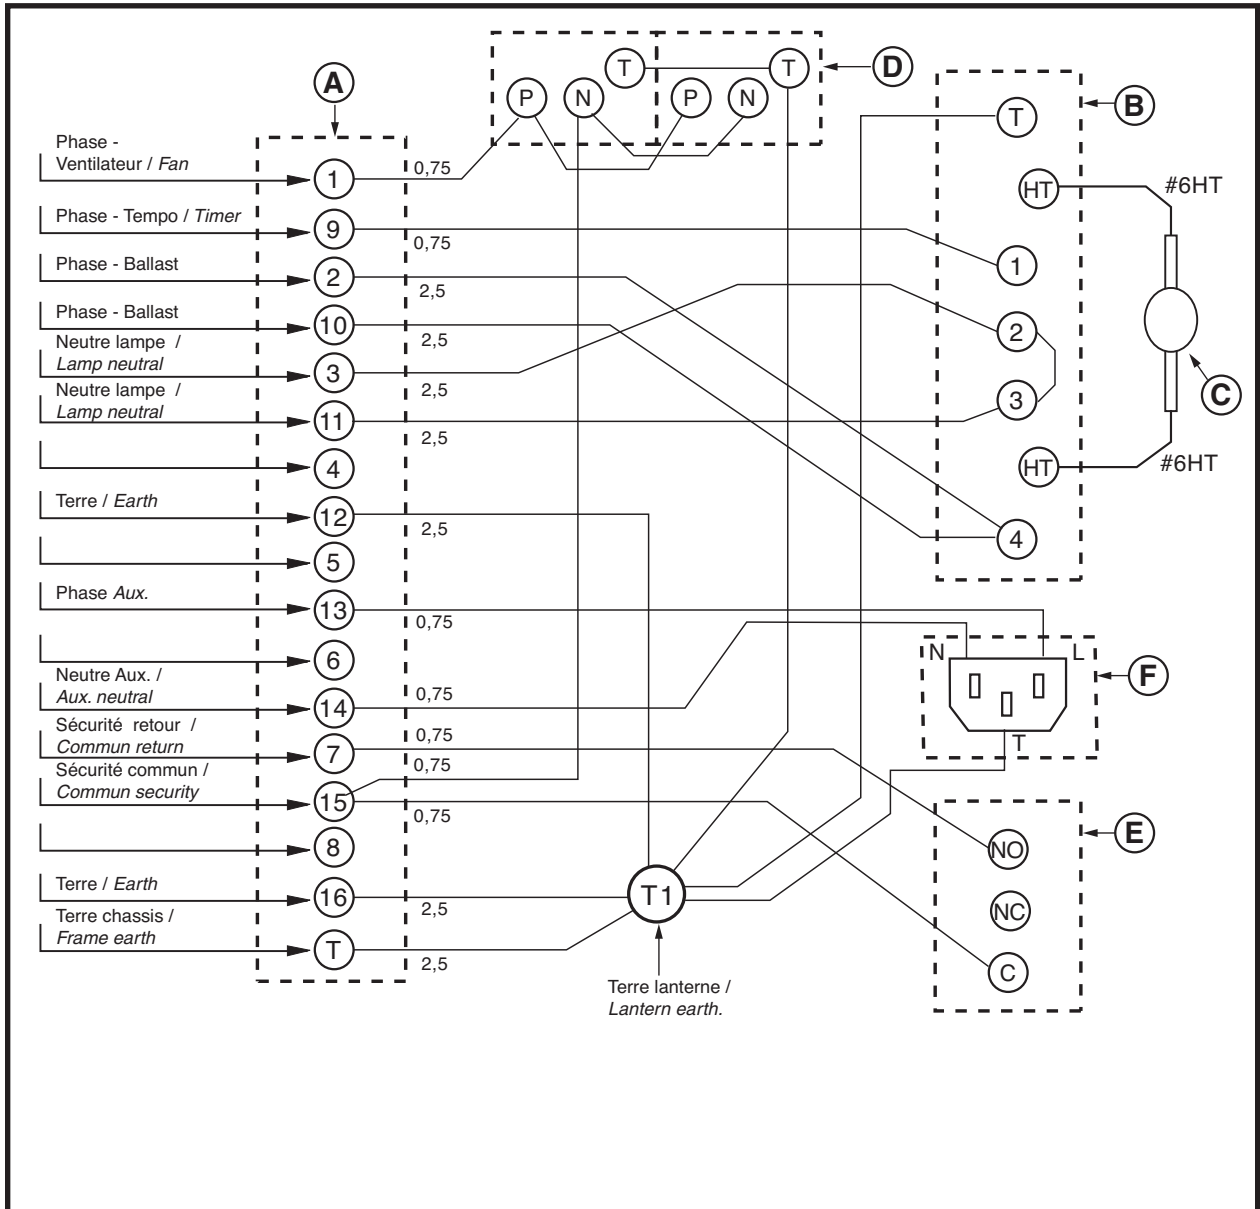 T
T
D
P
N
P
N
A
B
T
Phase -
Ventilateur / Fan
1
0,75
HT
#6HT
Phase - Tempo / Timer
9
0,75
1
Phase - Ballast
2
2,5
Phase - Ballast
10
2,5
2
Neutre lampe /
Lamp neutral
3
2,5
C
Neutre lampe /
Lamp neutral
11
2,5
3
4
HT
#6HT
Terre / Earth
12
2,5
4
5
Phase Aux.
13
0,75
6
N
L
F
T
Neutre Aux. /
Aux. neutral
14
0,75
Sécurité retour /
Commun return
7
0,75
0,75
Sécurité commun /
Commun security
15
0,75
E
8
NO
Terre / Earth
16
2,5
T1
NC
Terre chassis /
Frame earth
T
2,5
C
Terre lanterne /
Lantern earth.